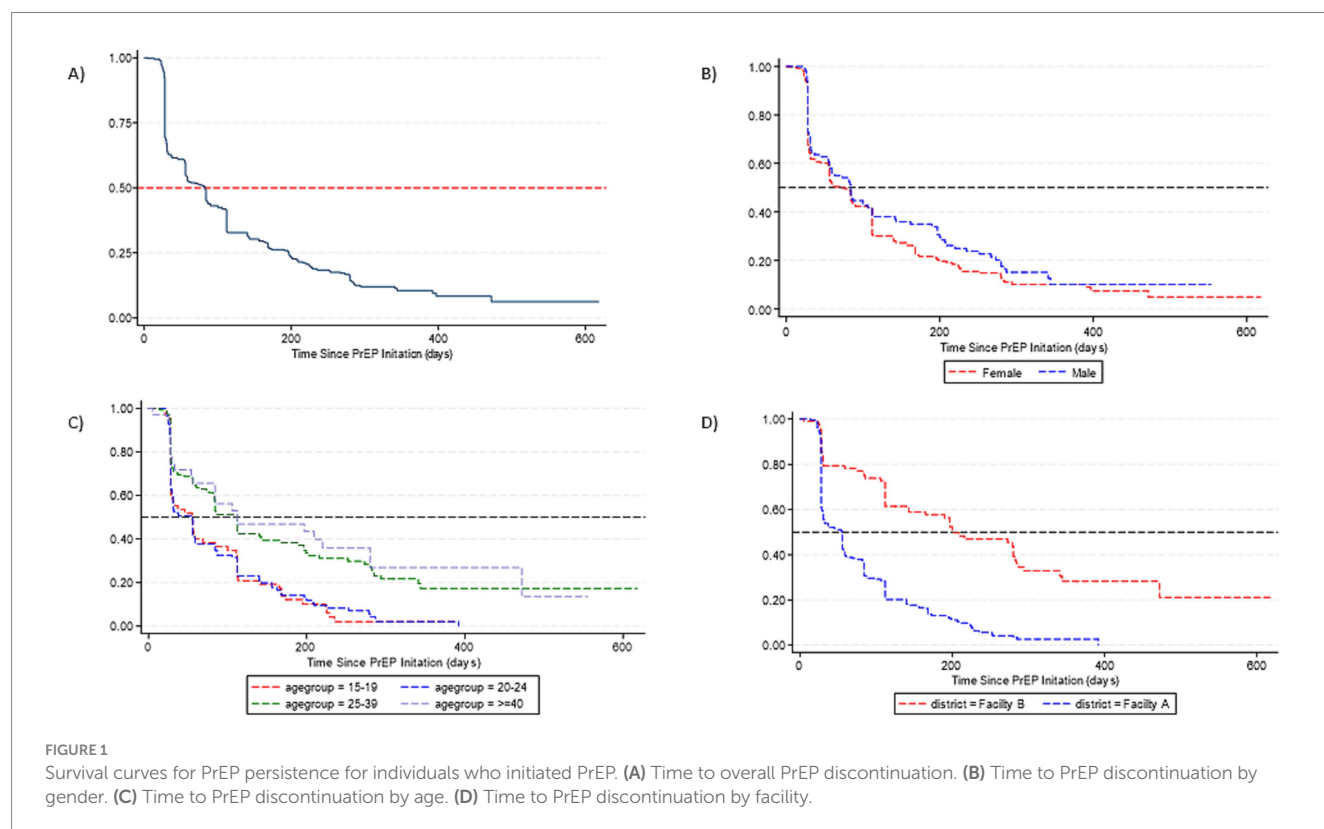 A)
1.00
0.75
0.50
0.25
0.00
0 200 400 600
Time Since PrEP Initation (days)
B)
1.00
0.80
0.60
0.40
0.20
0.00
0 200 400 600
Time Since PrEP Initation (days)
Female Male
C)
1.00
0.80
0.60
0.40
0.20
0.00
0 200 400 600
Time Since PrEP Initation (days)
agegroup = 15-19 agegroup = 20-24
agegroup = 25-39 agegroup = >=40
D)
1.00
0.80
0.60
0.40
0.20
0.00
0 200 400 600
Time Since PrEP Initation (days)
district = Facilty B district = Facilty A
FIGURE 1
Survival curves for PrEP persistence for individuals who initiated PrEP. (A) Time to overall PrEP discontinuation. (B) Time to PrEP discontinuation by
gender. (C) Time to PrEP discontinuation by age. (D) Time to PrEP discontinuation by facility.